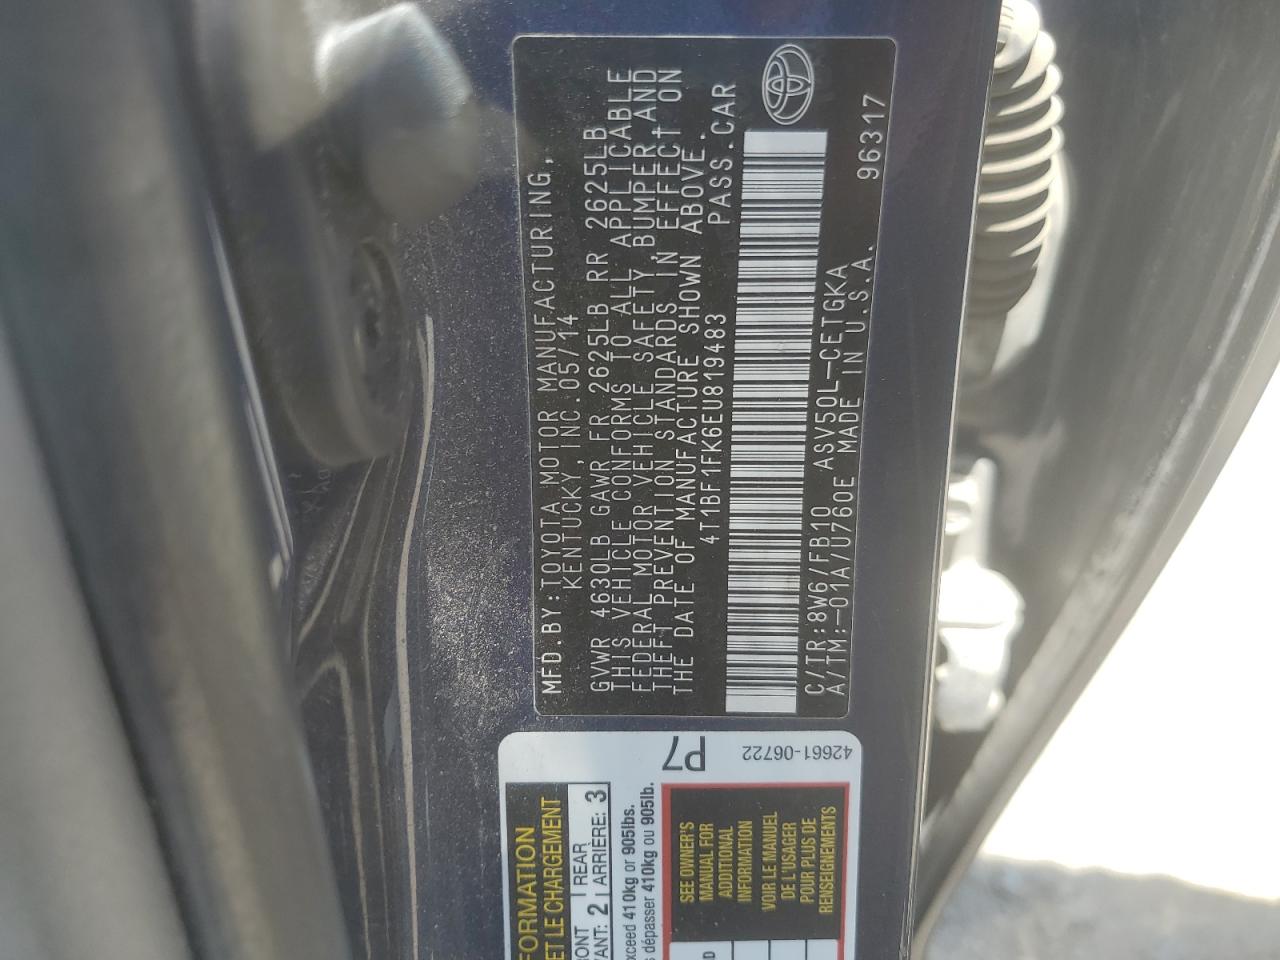 MFD.BY:TOYOTA MOTOR MANUFACTURING,
KENTUCKY,INC.05/14
GVWR 4630LB GAWR FR 2625LB RR 2625LB
THIS VEHICLE CONFORMS TO ALL APPLICABLE
FEDERAL MOTOR VEHICLE SAFETY,BUMPER,AND
THEFT PREVENTION STANDARDS IN EFFECT ON
THE DATE OF MANUFACTURE SHOWN ABOVE.
4T1BF1FK6EU819483 PASS.CAR
C/TR:8W6/FB10 ASV50L-CETGKA
A/TM:-01A/U760E MADE IN U.S.A. 96317
P7
42661-06722
FORMATION
ET LE CHARGEMENT
RONT 2 REAR 3
VANT: ARRIÈRE:
xceed 410kg or 905lbs.
s dépasser 410kg ou 905lb.
SEE OWNER'S
MANUAL FOR
ADDITIONAL
INFORMATION
VOIR LE MANUEL
DE L'USAGER
POUR PLUS DE
RENSEIGNEMENTS
D